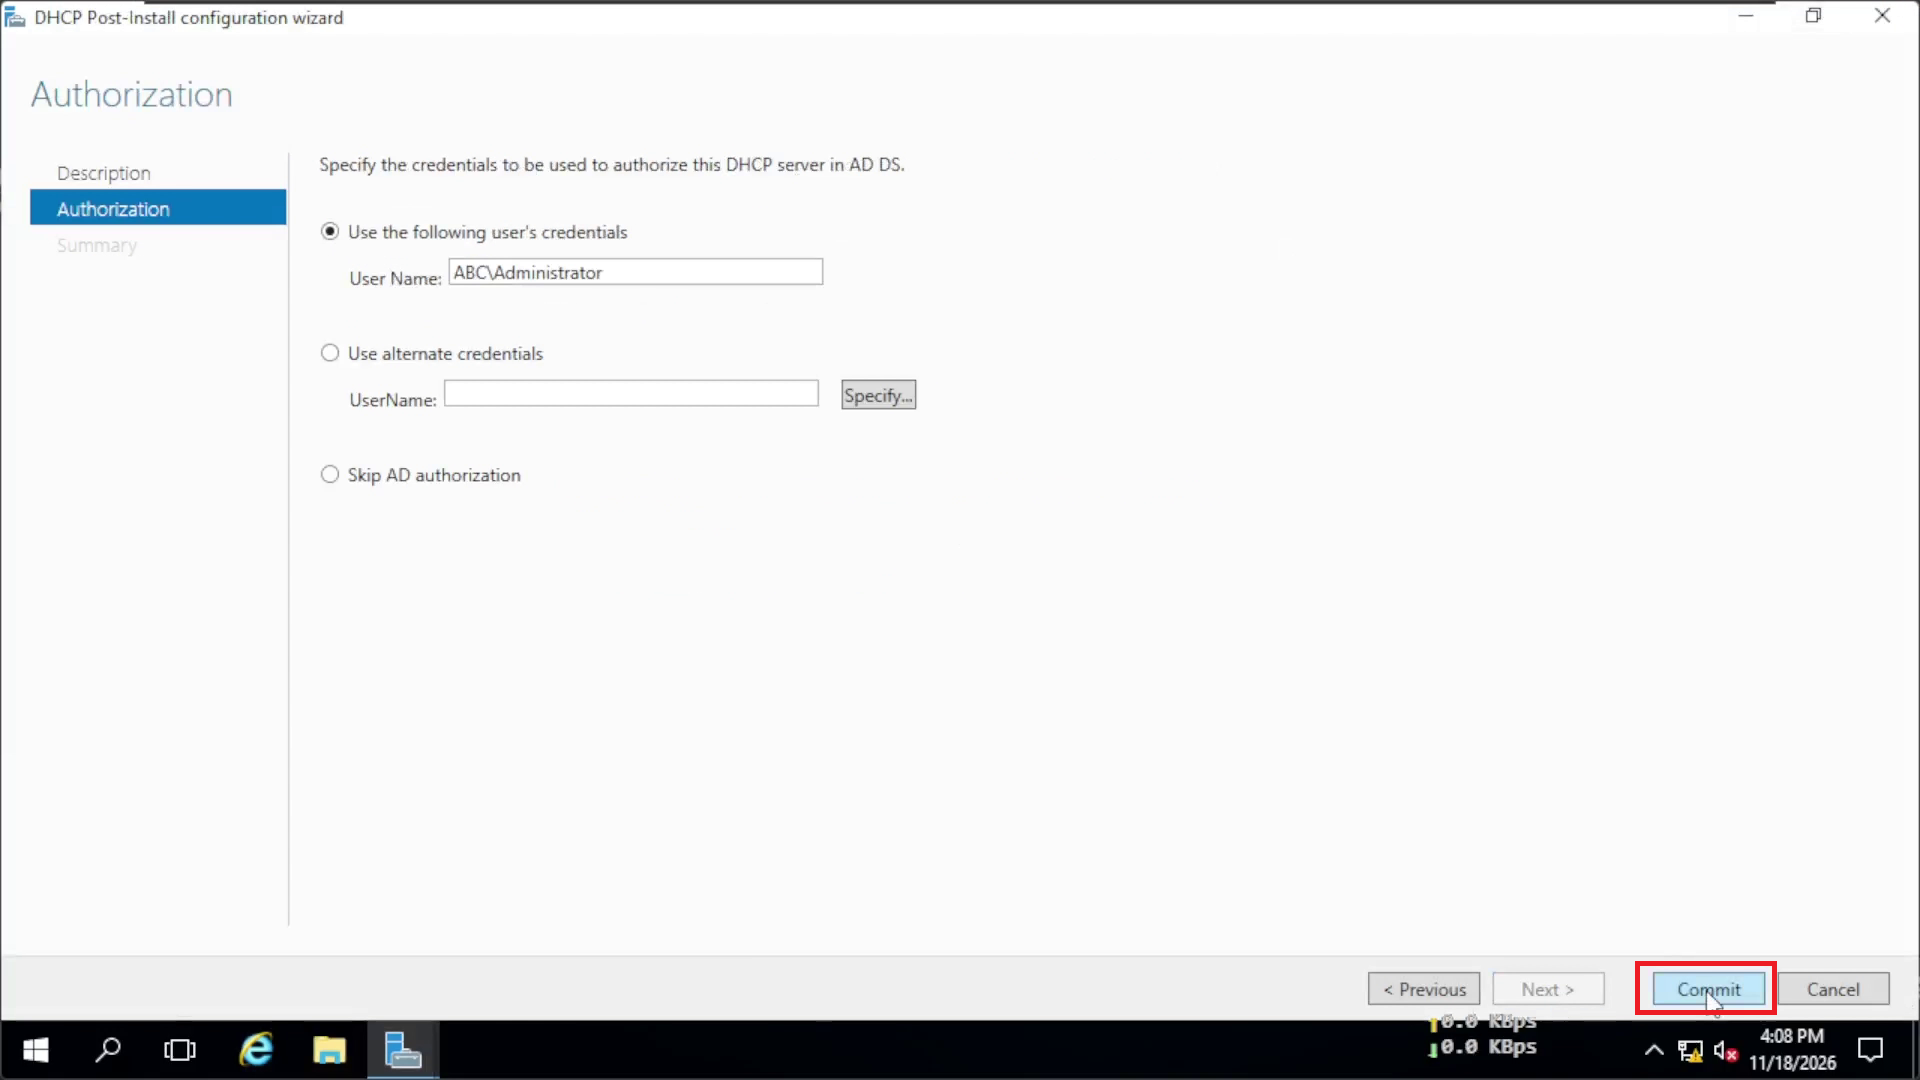 DHCP Post-Install configuration wizard
Authorization
Description
Authorization
Summary
Specify the credentials to be used to authorize this DHCP server in AD DS.
Use the following user's credentials
User Name: ABC\Administrator
Use alternate credentials
UserName: Specify...
Skip AD authorization
< Previous Next > Commit Cancel
0.0 KBps
0.0 KBps
4:08 PM
11/18/2026